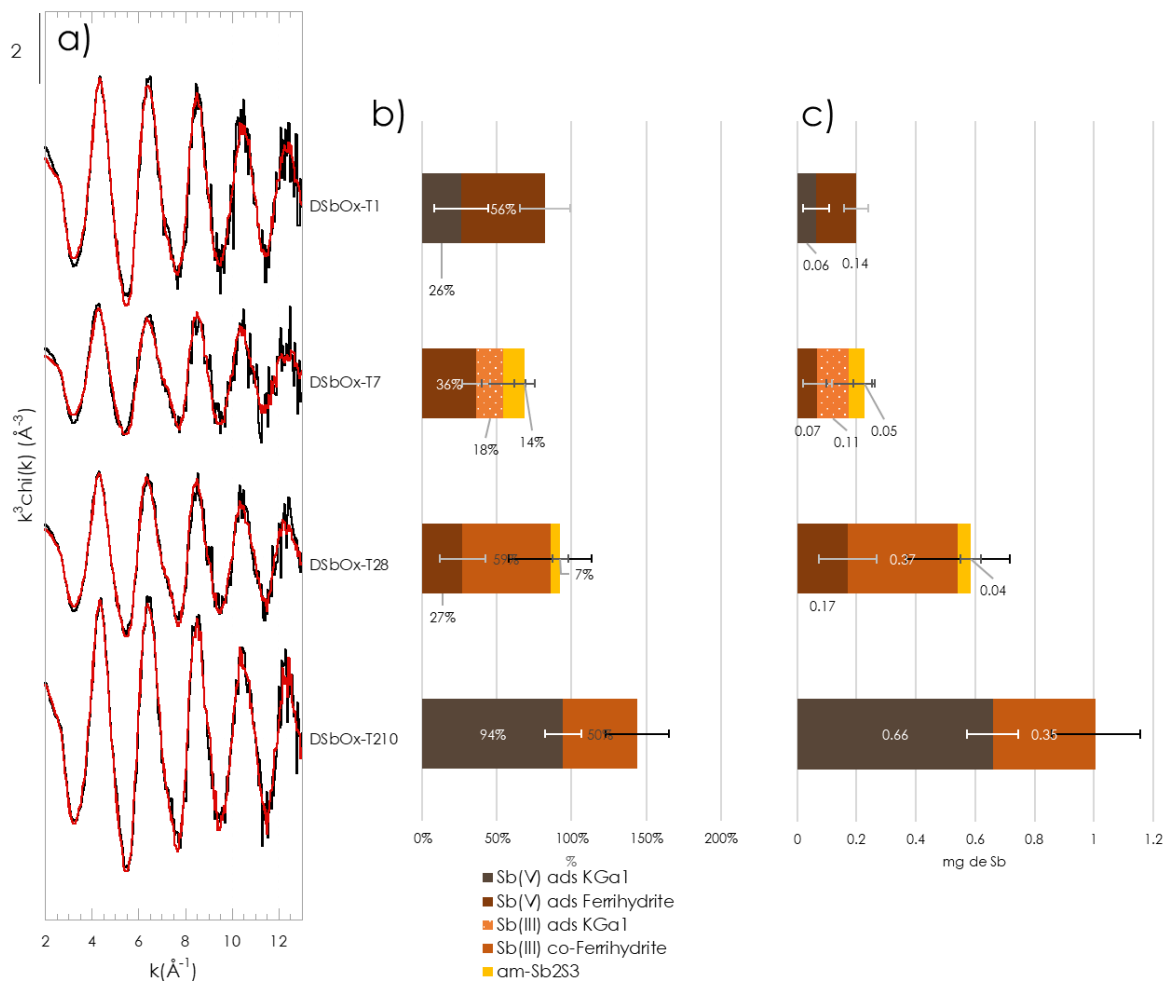 2
a)
b)
c)
DSbOx-T1
56%
26%
0.06
0.14
DSbOx-T7
36%
18%
14%
0.07
0.11
0.05
DSbOx-T28
59%
7%
27%
0.37
0.04
0.17
DSbOx-T210
94%
50%
0.66
0.35
k³chi(k) (Å⁻³)
2 4 6 8 10 12
k(Å⁻¹)
0% 50% 100% 150% 200%
%
0 0.2 0.4 0.6 0.8 1 1.2
mg de Sb
Sb(V) ads KGa1
Sb(V) ads Ferrihydrite
Sb(III) ads KGa1
Sb(III) co-Ferrihydrite
am-Sb2S3